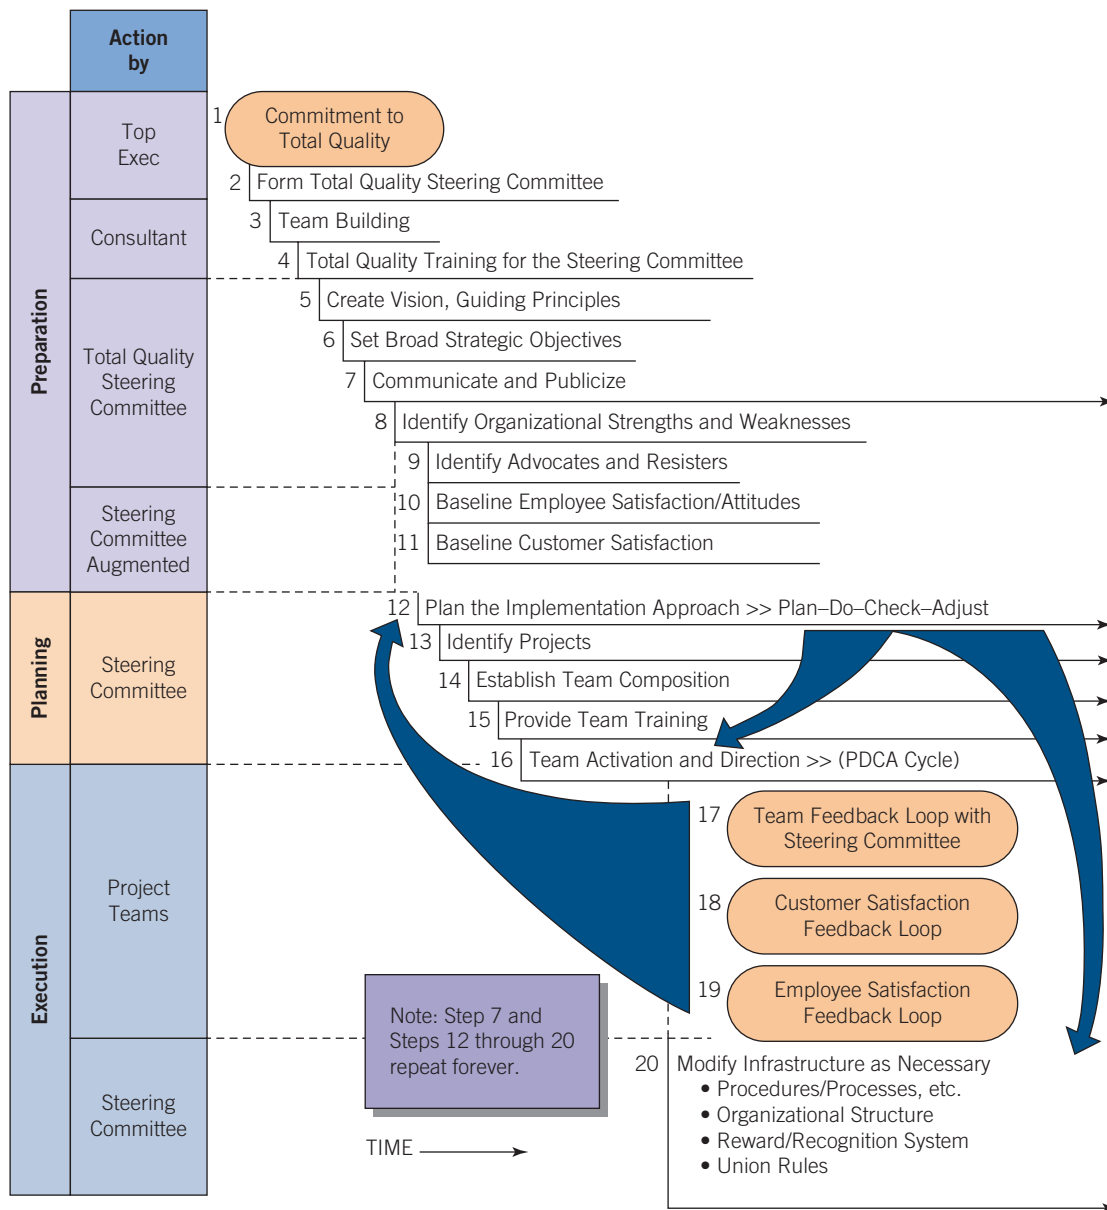 Action
by
Preparation
Top
Exec
Consultant
Total Quality
Steering
Committee
Steering
Committee
Augmented
Planning
Steering
Committee
Execution
Project
Teams
Steering
Committee
1
Commitment to
Total Quality
2 Form Total Quality Steering Committee
3 Team Building
4 Total Quality Training for the Steering Committee
5 Create Vision, Guiding Principles
6 Set Broad Strategic Objectives
7 Communicate and Publicize
8 Identify Organizational Strengths and Weaknesses
9 Identify Advocates and Resisters
10 Baseline Employee Satisfaction/Attitudes
11 Baseline Customer Satisfaction
12 Plan the Implementation Approach >> Plan–Do–Check–Adjust
13 Identify Projects
14 Establish Team Composition
15 Provide Team Training
16 Team Activation and Direction >> (PDCA Cycle)
17
Team Feedback Loop with
Steering Committee
18
Customer Satisfaction
Feedback Loop
19
Employee Satisfaction
Feedback Loop
Note: Step 7 and
Steps 12 through 20
repeat forever.
20 Modify Infrastructure as Necessary
• Procedures/Processes, etc.
• Organizational Structure
• Reward/Recognition System
• Union Rules
TIME